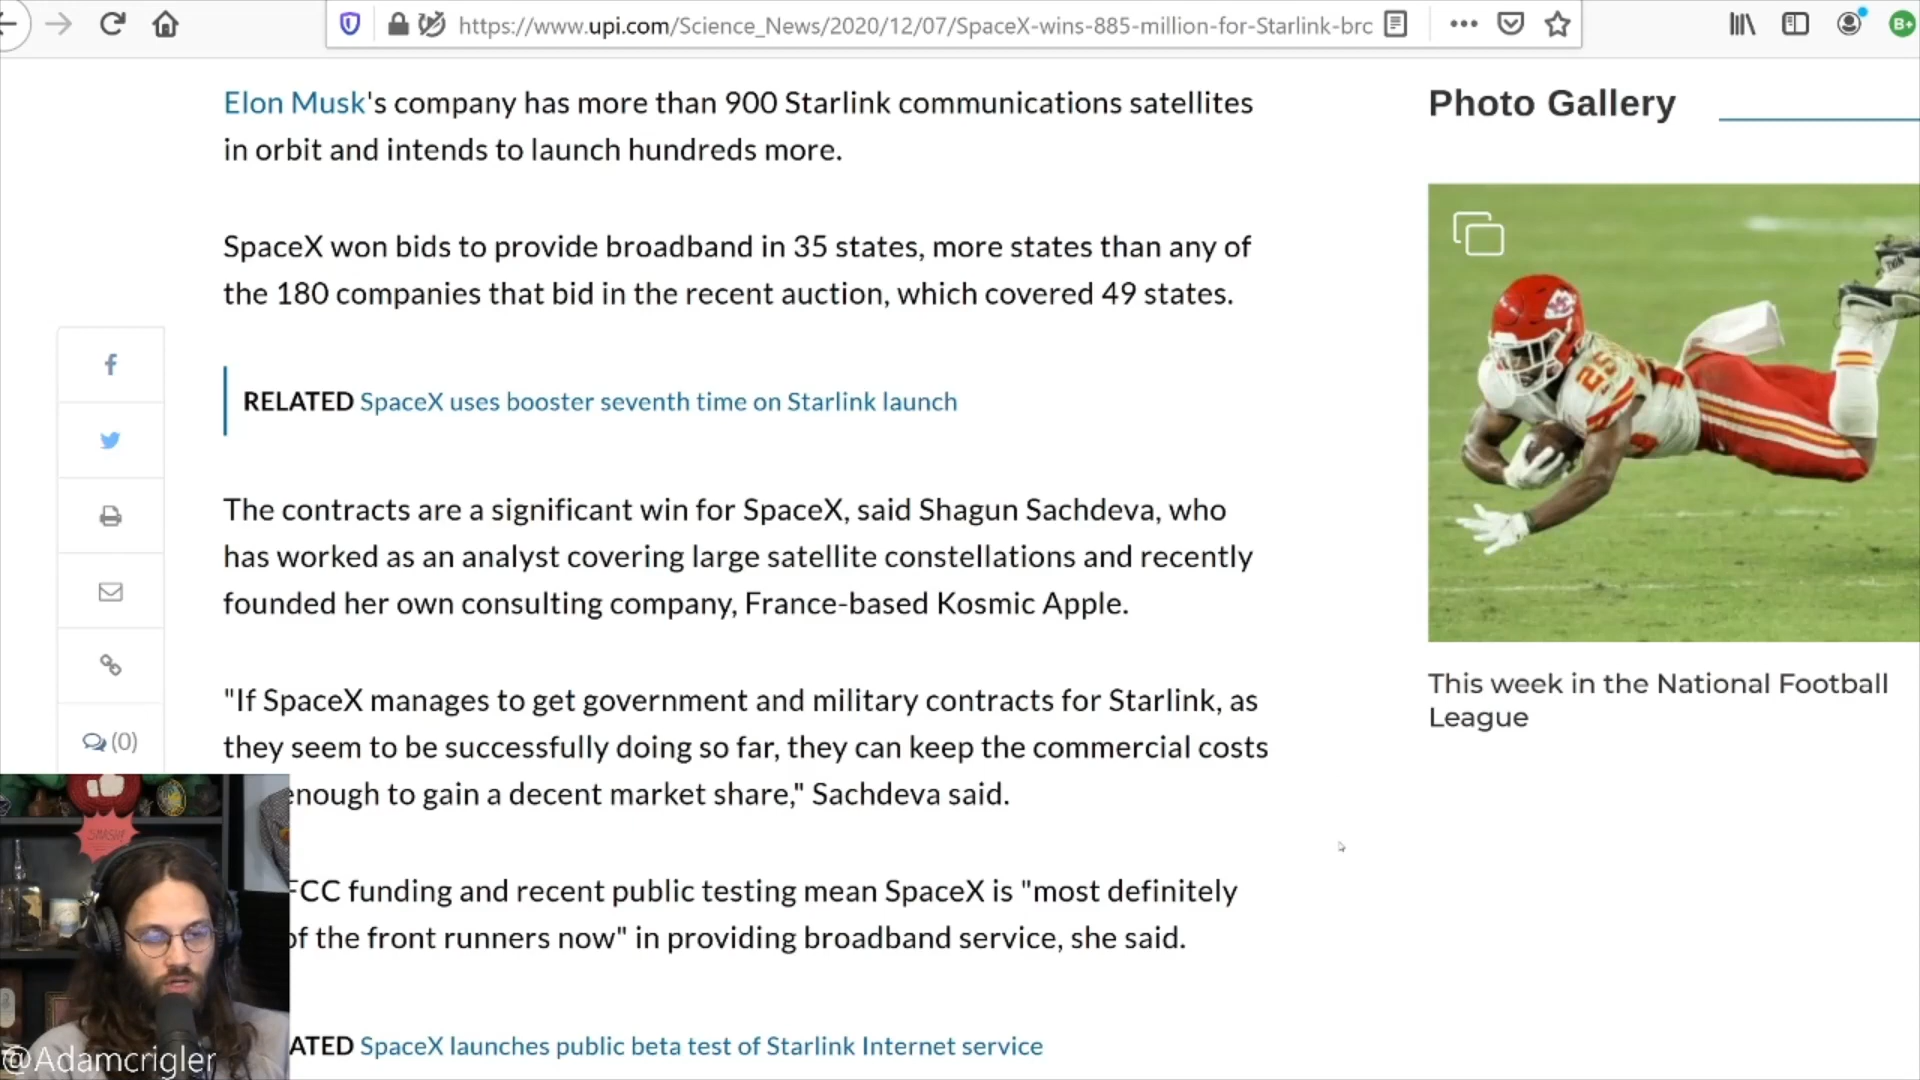 https://www.upi.com/Science_News/2020/12/07/SpaceX-wins-885-million-for-Starlink-brc
B+
Elon Musk's company has more than 900 Starlink communications satellites
in orbit and intends to launch hundreds more.
SpaceX won bids to provide broadband in 35 states, more states than any of
the 180 companies that bid in the recent auction, which covered 49 states.
RELATED SpaceX uses booster seventh time on Starlink launch
The contracts are a significant win for SpaceX, said Shagun Sachdeva, who
has worked as an analyst covering large satellite constellations and recently
founded her own consulting company, France-based Kosmic Apple.
"If SpaceX manages to get government and military contracts for Starlink, as
they seem to be successfully doing so far, they can keep the commercial costs
enough to gain a decent market share," Sachdeva said.
FCC funding and recent public testing mean SpaceX is "most definitely
of the front runners now" in providing broadband service, she said.
ATED SpaceX launches public beta test of Starlink Internet service
(0)
Photo Gallery
25
This week in the National Football
League
SMASH!
@Adamcrigler